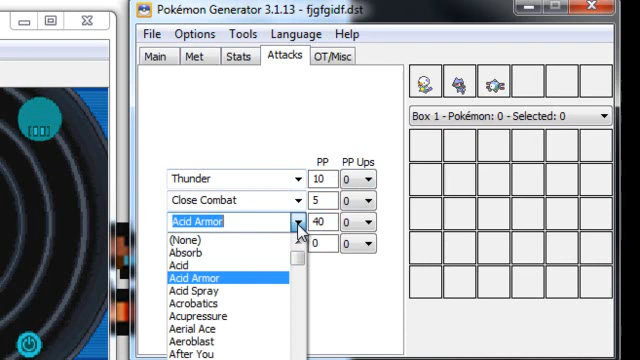 Pokémon Generator 3.1.13 - fjgfgidf.dst
File Options Tools Language Help
Main Met Stats Attacks OT/Misc
Box 1 - Pokémon: 0 - Selected: 0
PP PP Ups
Thunder 10 0
Close Combat 5 0
Acid Armor 40 0
0 0
(None)
Absorb
Acid
Acid Armor
Acid Spray
Acrobatics
Acupressure
Aerial Ace
Aeroblast
After You